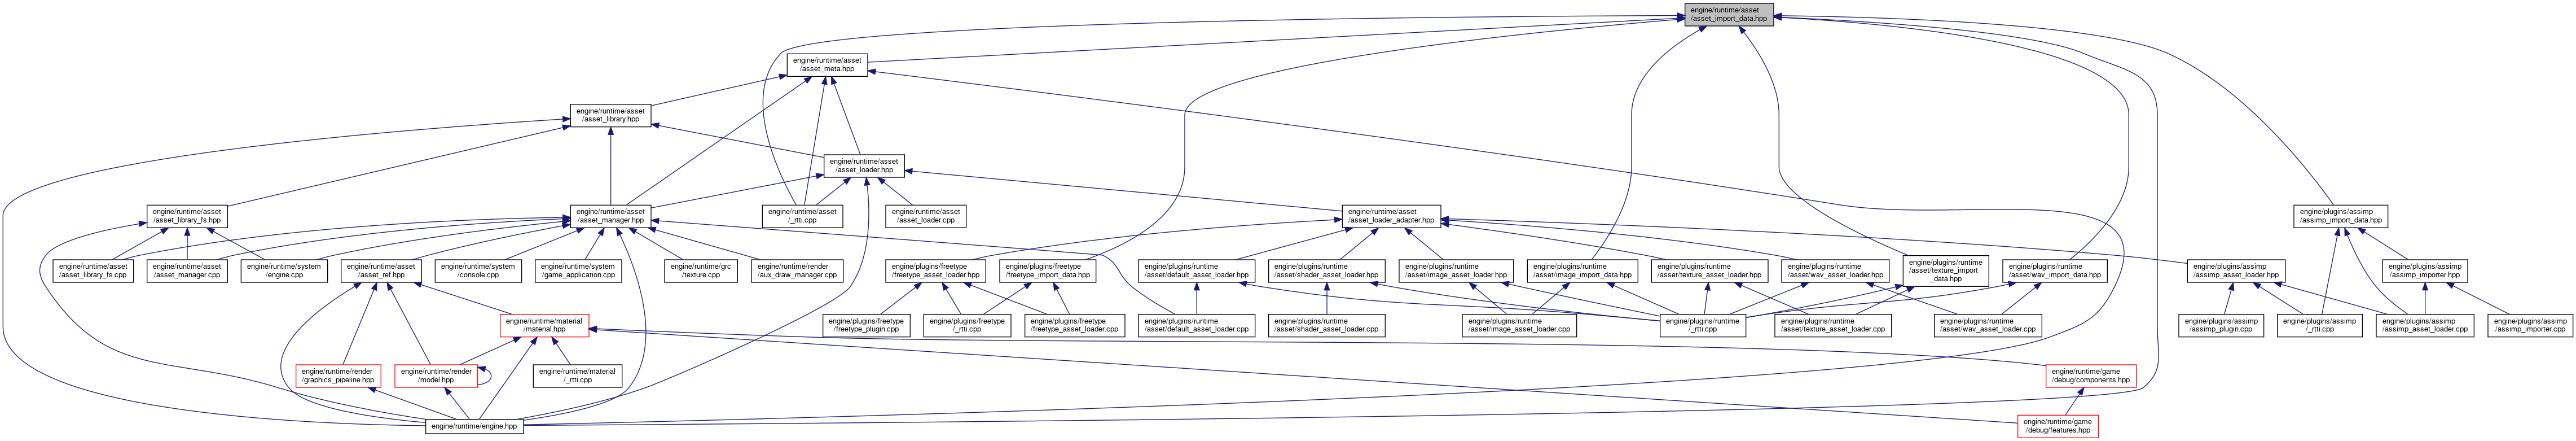 engine/runtime/asset
/asset_import_data.hpp
engine/runtime/asset
/asset_meta.hpp
engine/runtime/asset
/asset_library.hpp
engine/runtime/asset
/asset_loader.hpp
engine/runtime/asset
/asset_library_fs.hpp
engine/runtime/asset
/asset_manager.hpp
engine/runtime/asset
/_rtti.cpp
engine/runtime/asset
/asset_loader.cpp
engine/runtime/asset
/asset_loader_adapter.hpp
engine/plugins/assimp
/assimp_import_data.hpp
engine/runtime/asset
/asset_library_fs.cpp
engine/runtime/asset
/asset_manager.cpp
engine/runtime/system
/engine.cpp
engine/runtime/asset
/asset_ref.hpp
engine/runtime/system
/console.cpp
engine/runtime/system
/game_application.cpp
engine/runtime/grc
/texture.cpp
engine/runtime/render
/aux_draw_manager.cpp
engine/plugins/freetype
/freetype_asset_loader.hpp
engine/plugins/freetype
/freetype_import_data.hpp
engine/plugins/runtime
/asset/default_asset_loader.hpp
engine/plugins/runtime
/asset/shader_asset_loader.hpp
engine/plugins/runtime
/asset/image_asset_loader.hpp
engine/plugins/runtime
/asset/image_import_data.hpp
engine/plugins/runtime
/asset/texture_asset_loader.hpp
engine/plugins/runtime
/asset/wav_asset_loader.hpp
engine/plugins/runtime
/asset/texture_import
_data.hpp
engine/plugins/runtime
/asset/wav_import_data.hpp
engine/plugins/assimp
/assimp_asset_loader.hpp
engine/plugins/assimp
/assimp_importer.hpp
engine/runtime/material
/material.hpp
engine/plugins/freetype
/freetype_plugin.cpp
engine/plugins/freetype
/_rtti.cpp
engine/plugins/freetype
/freetype_asset_loader.cpp
engine/plugins/runtime
/asset/default_asset_loader.cpp
engine/plugins/runtime
/asset/shader_asset_loader.cpp
engine/plugins/runtime
/asset/image_asset_loader.cpp
engine/plugins/runtime
/_rtti.cpp
engine/plugins/runtime
/asset/texture_asset_loader.cpp
engine/plugins/runtime
/asset/wav_asset_loader.cpp
engine/plugins/assimp
/assimp_plugin.cpp
engine/plugins/assimp
/_rtti.cpp
engine/plugins/assimp
/assimp_asset_loader.cpp
engine/plugins/assimp
/assimp_importer.cpp
engine/runtime/render
/graphics_pipeline.hpp
engine/runtime/render
/model.hpp
engine/runtime/material
/_rtti.cpp
engine/runtime/game
/debug/components.hpp
engine/runtime/engine.hpp
engine/runtime/game
/debug/features.hpp